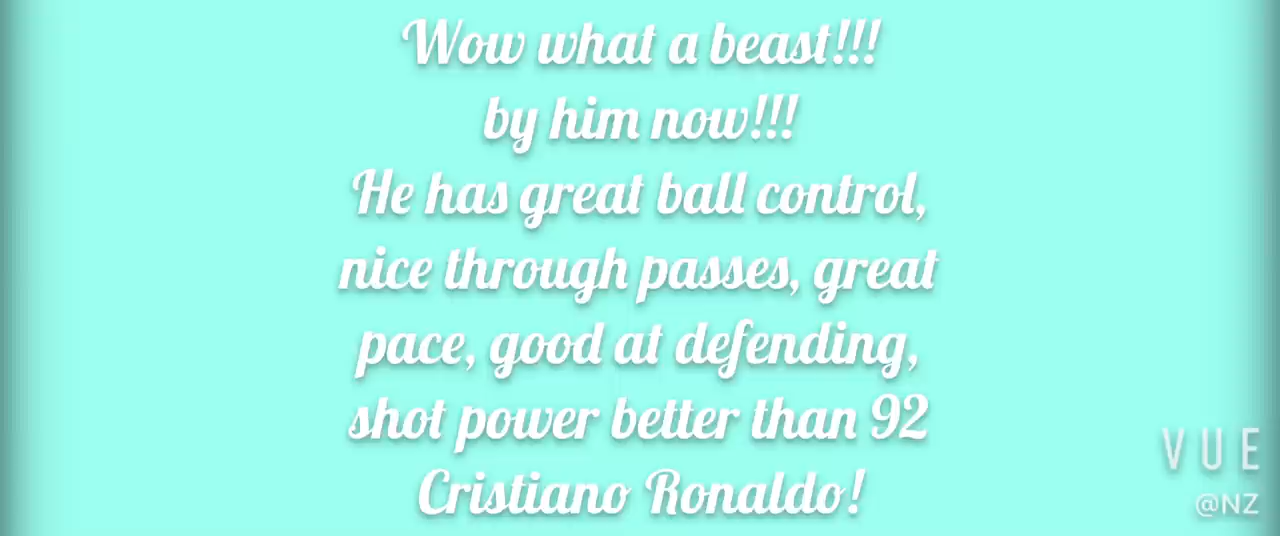 Wow what a beast!!!
by him now!!!
He has great ball control,
nice through passes, great
pace, good at defending,
shot power better than 92
Cristiano Ronaldo!
VUE
@NZ